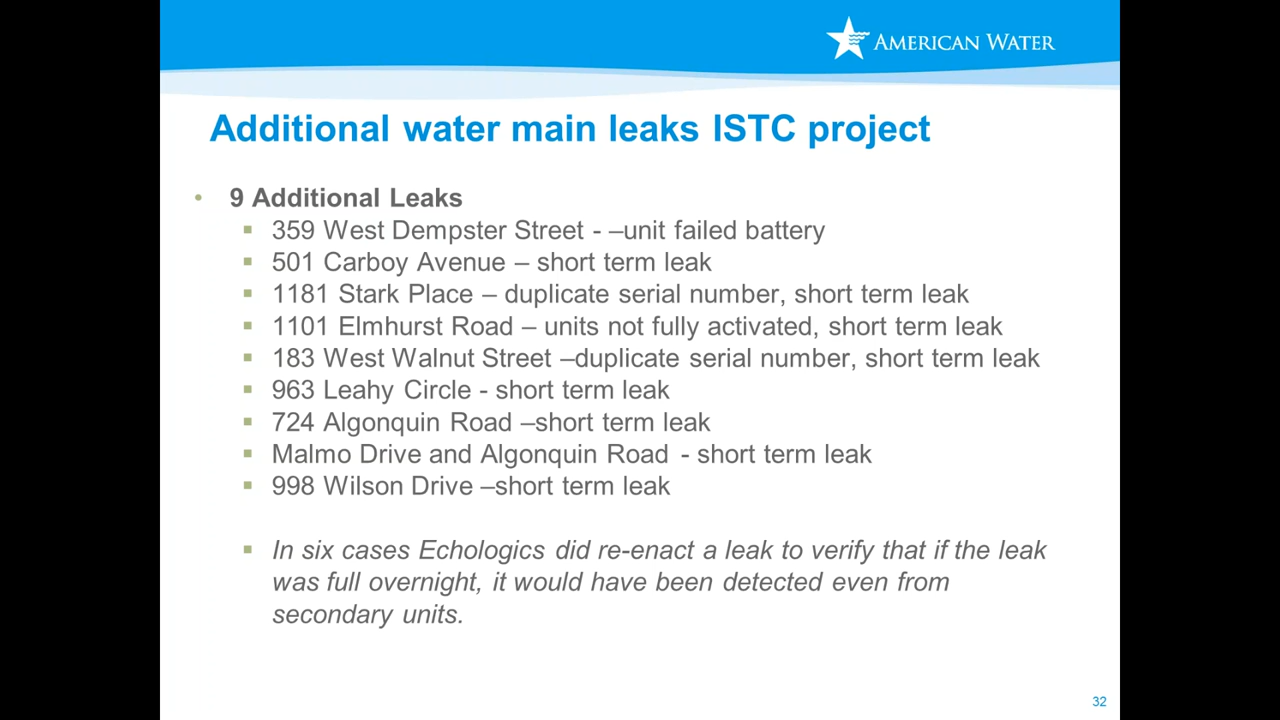 AMERICAN WATER
Additional water main leaks ISTC project
• 9 Additional Leaks
▪ 359 West Dempster Street - –unit failed battery
▪ 501 Carboy Avenue – short term leak
▪ 1181 Stark Place – duplicate serial number, short term leak
▪ 1101 Elmhurst Road – units not fully activated, short term leak
▪ 183 West Walnut Street –duplicate serial number, short term leak
▪ 963 Leahy Circle - short term leak
▪ 724 Algonquin Road –short term leak
▪ Malmo Drive and Algonquin Road - short term leak
▪ 998 Wilson Drive –short term leak
▪ In six cases Echologics did re-enact a leak to verify that if the leak
was full overnight, it would have been detected even from
secondary units.
32